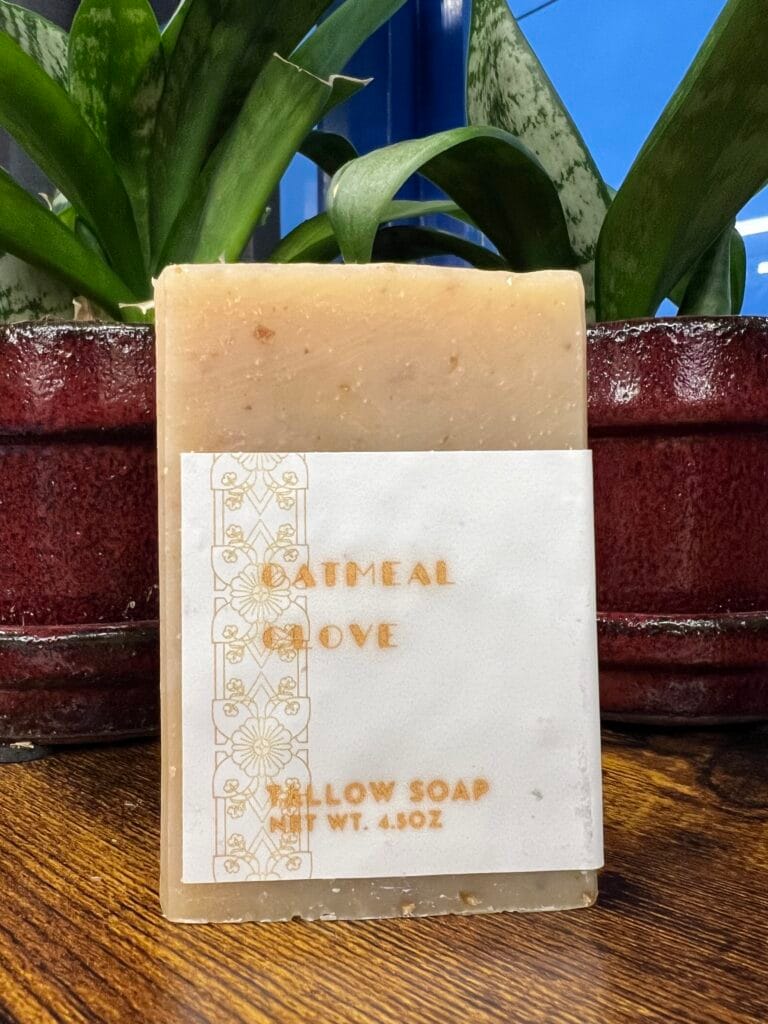 OATMEAL
CLOVE
TALLOW SOAP
NET WT. 4.5OZ